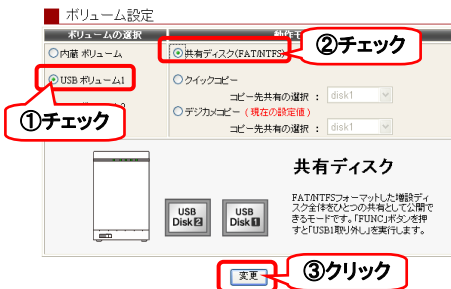 ボリューム設定
ボリュームの選択
動作モ
②チェック
内蔵 ボリューム
共有ディスク(FAT/NTFS)
USB ボリューム1
クイックコピー
コピー先共有の選択 : disk1
①チェック
デジカメコピー (現在の設定値)
コピー先共有の選択 : disk1
共有ディスク
FAT/NTFSフォーマットした増設ディ
スク全体をひとつの共有として公開で
きるモードです。「FUNC」ボタンを押
すと「USB1取り外し」を実行します。
USB Disk2
USB Disk1
変更
③クリック